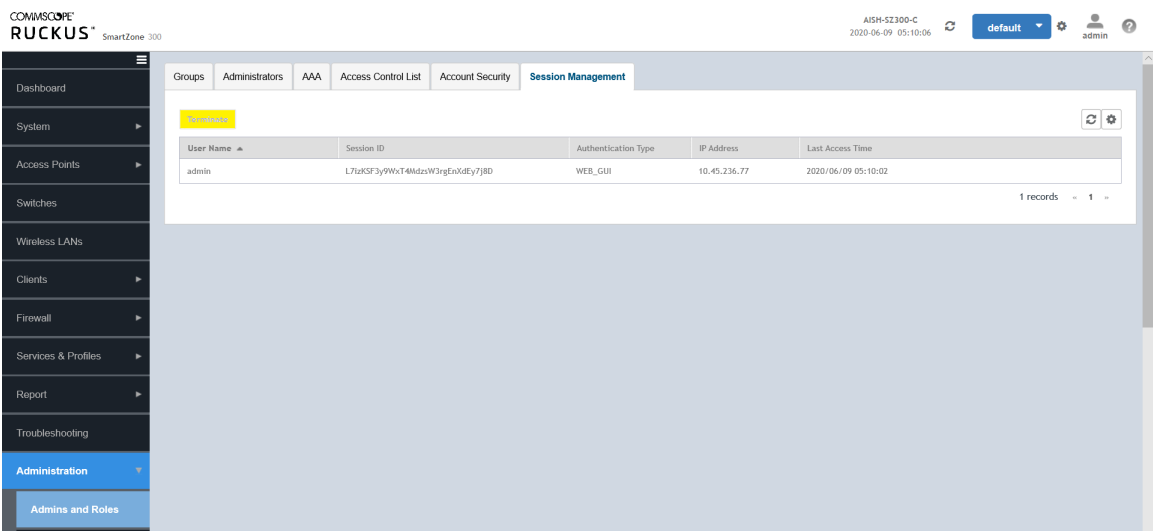 COMMSCOPE®
RUCKUS® SmartZone 300
AISH-SZ300-C
2020-06-09 05:10:06
default
admin
Dashboard
System
Access Points
Switches
Wireless LANs
Clients
Firewall
Services & Profiles
Report
Troubleshooting
Administration
Admins and Roles
Groups Administrators AAA Access Control List Account Security Session Management
Terminate
User Name Session ID Authentication Type IP Address Last Access Time
admin L7izKSF3y9WxT4MdzsW3rgEnXdEy7j8D WEB_GUI 10.45.236.77 2020/06/09 05:10:02
1 records « 1 »